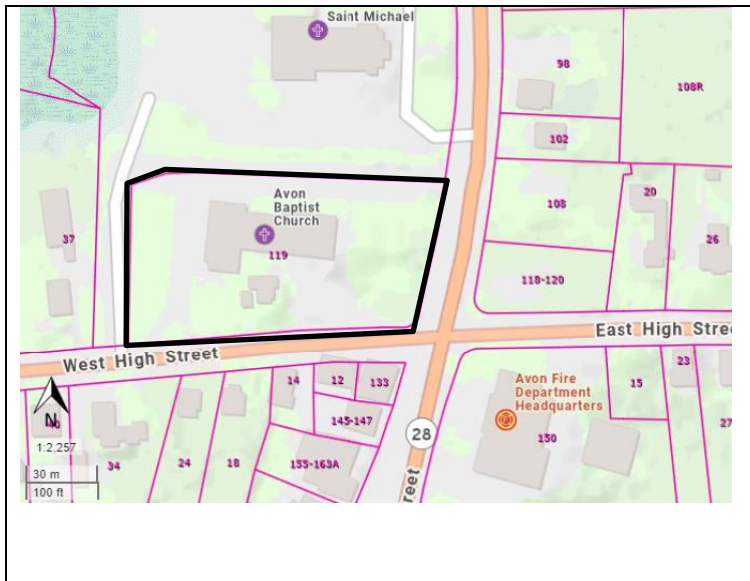 Saint Michael
98
108R
102
Avon
Baptist
Church
20
108
37
119
26
118-120
East High Stree
West High Street
23
14
12
133
Avon Fire
Department
Headquarters
15
N
40
145-147
28
150
27
1:2,257
34
24
18
155-163A
30 m
100 ft
reet